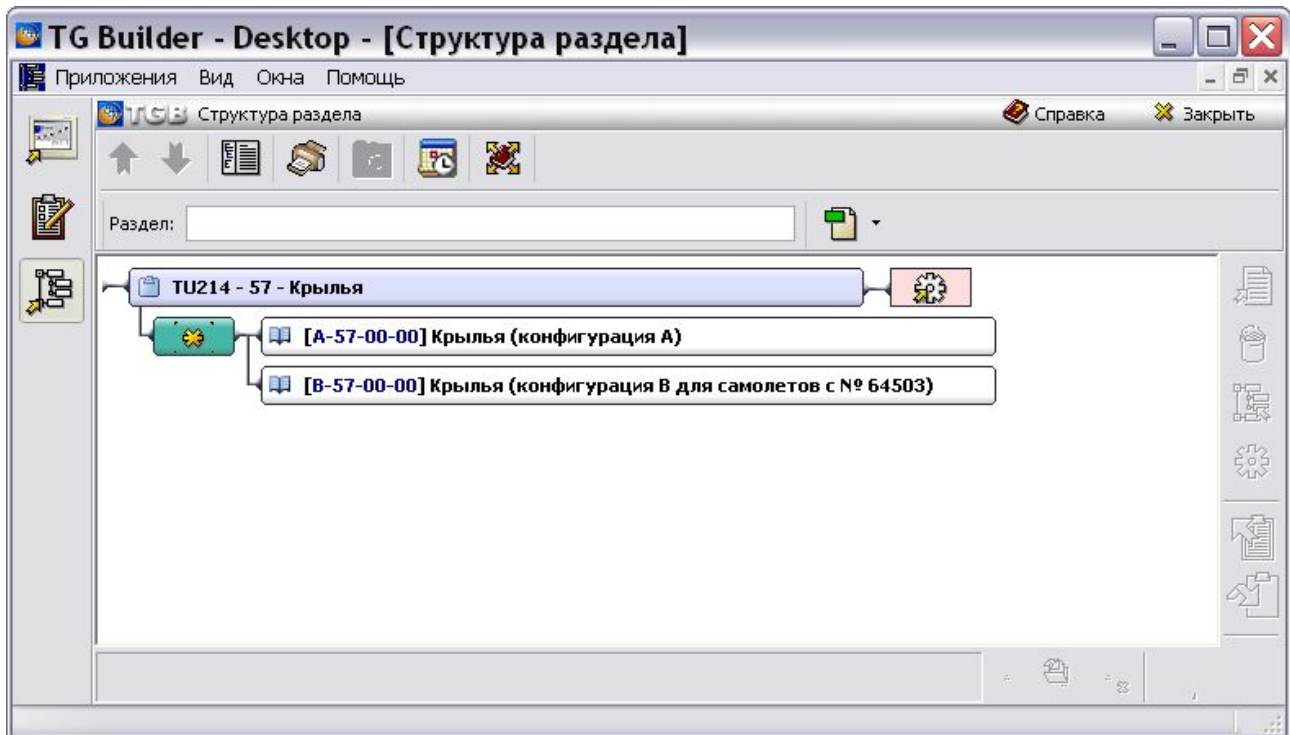 TG Builder - Desktop - [Структура раздела]
Приложения Вид Окна Помощь
TGB Структура раздела Справка Закрыть
Раздел:
TU214 - 57 - Крылья
[A-57-00-00] Крылья (конфигурация А)
[B-57-00-00] Крылья (конфигурация В для самолетов с № 64503)